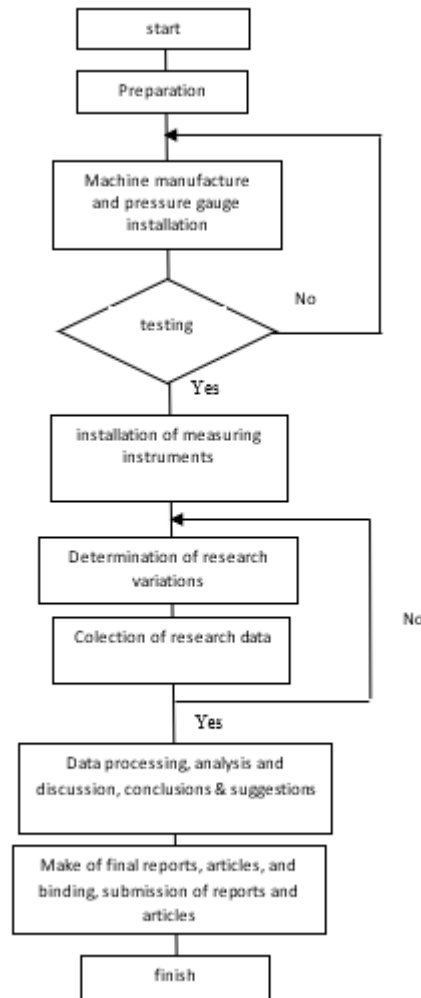 start
Preparation
Machine manufacture
and pressure gauge
installation
No
testing
Yes
installation of measuring
instruments
Determination of research
variations
Colection of research data
No
Yes
Data processing, analysis and
discussion, conclusions & suggestions
Make of final reports, articles, and
binding, submission of reports and
articles
finish